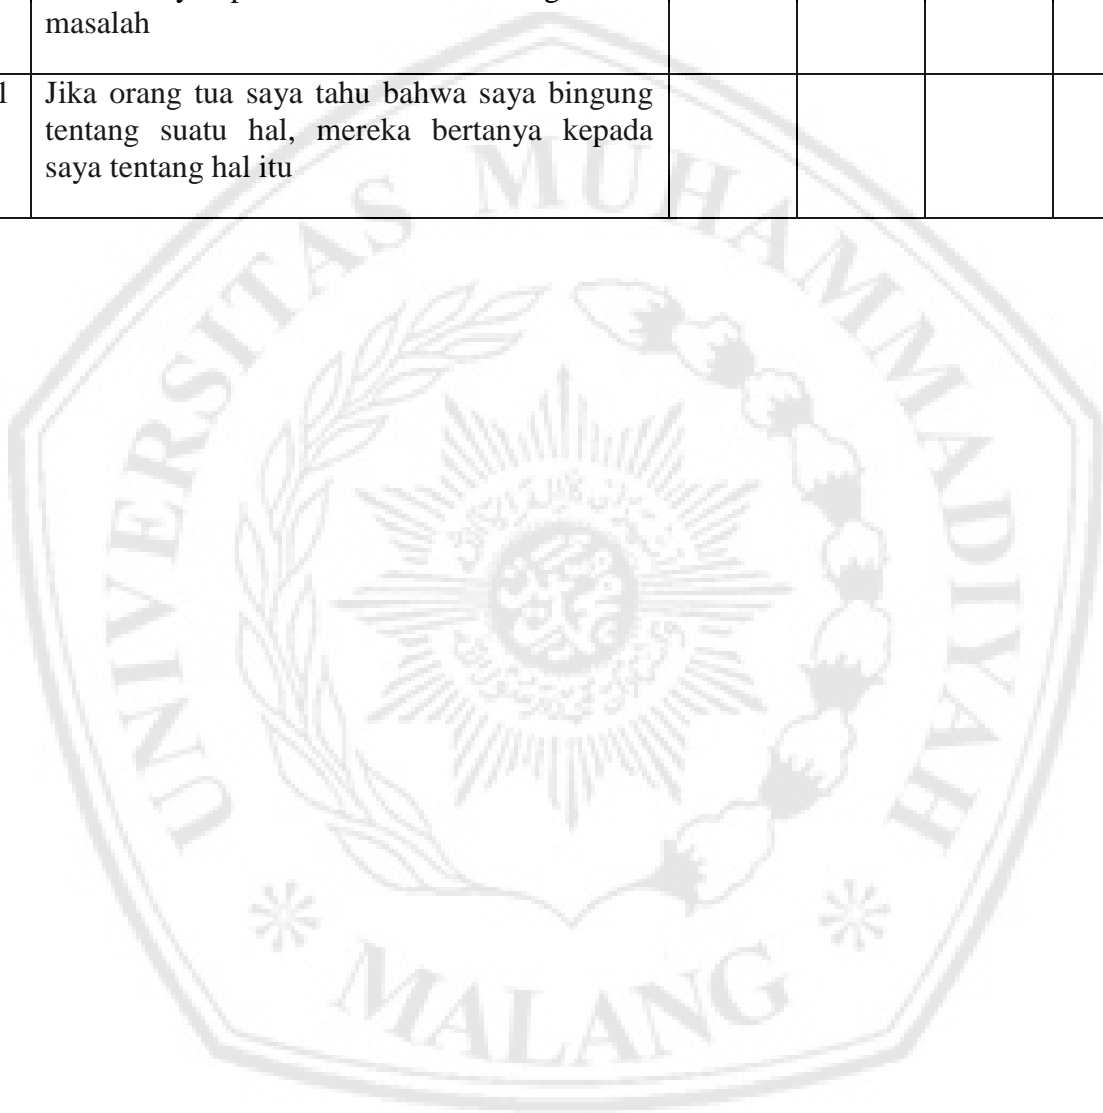 masalah
1 Jika orang tua saya tahu bahwa saya bingung
tentang suatu hal, mereka bertanya kepada
saya tentang hal itu
UNIVERSITAS MUHAMMADIYAH
MALANG